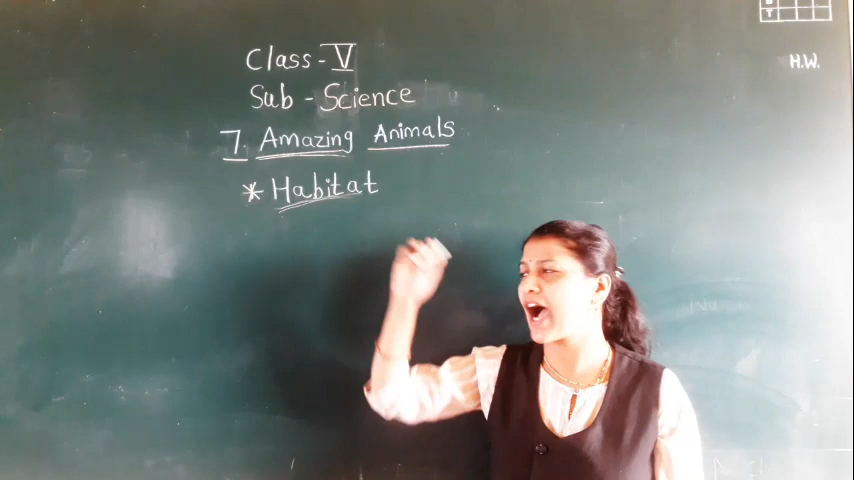 Class - V
Sub - Science
7. Amazing Animals
* Habitat
H.W.